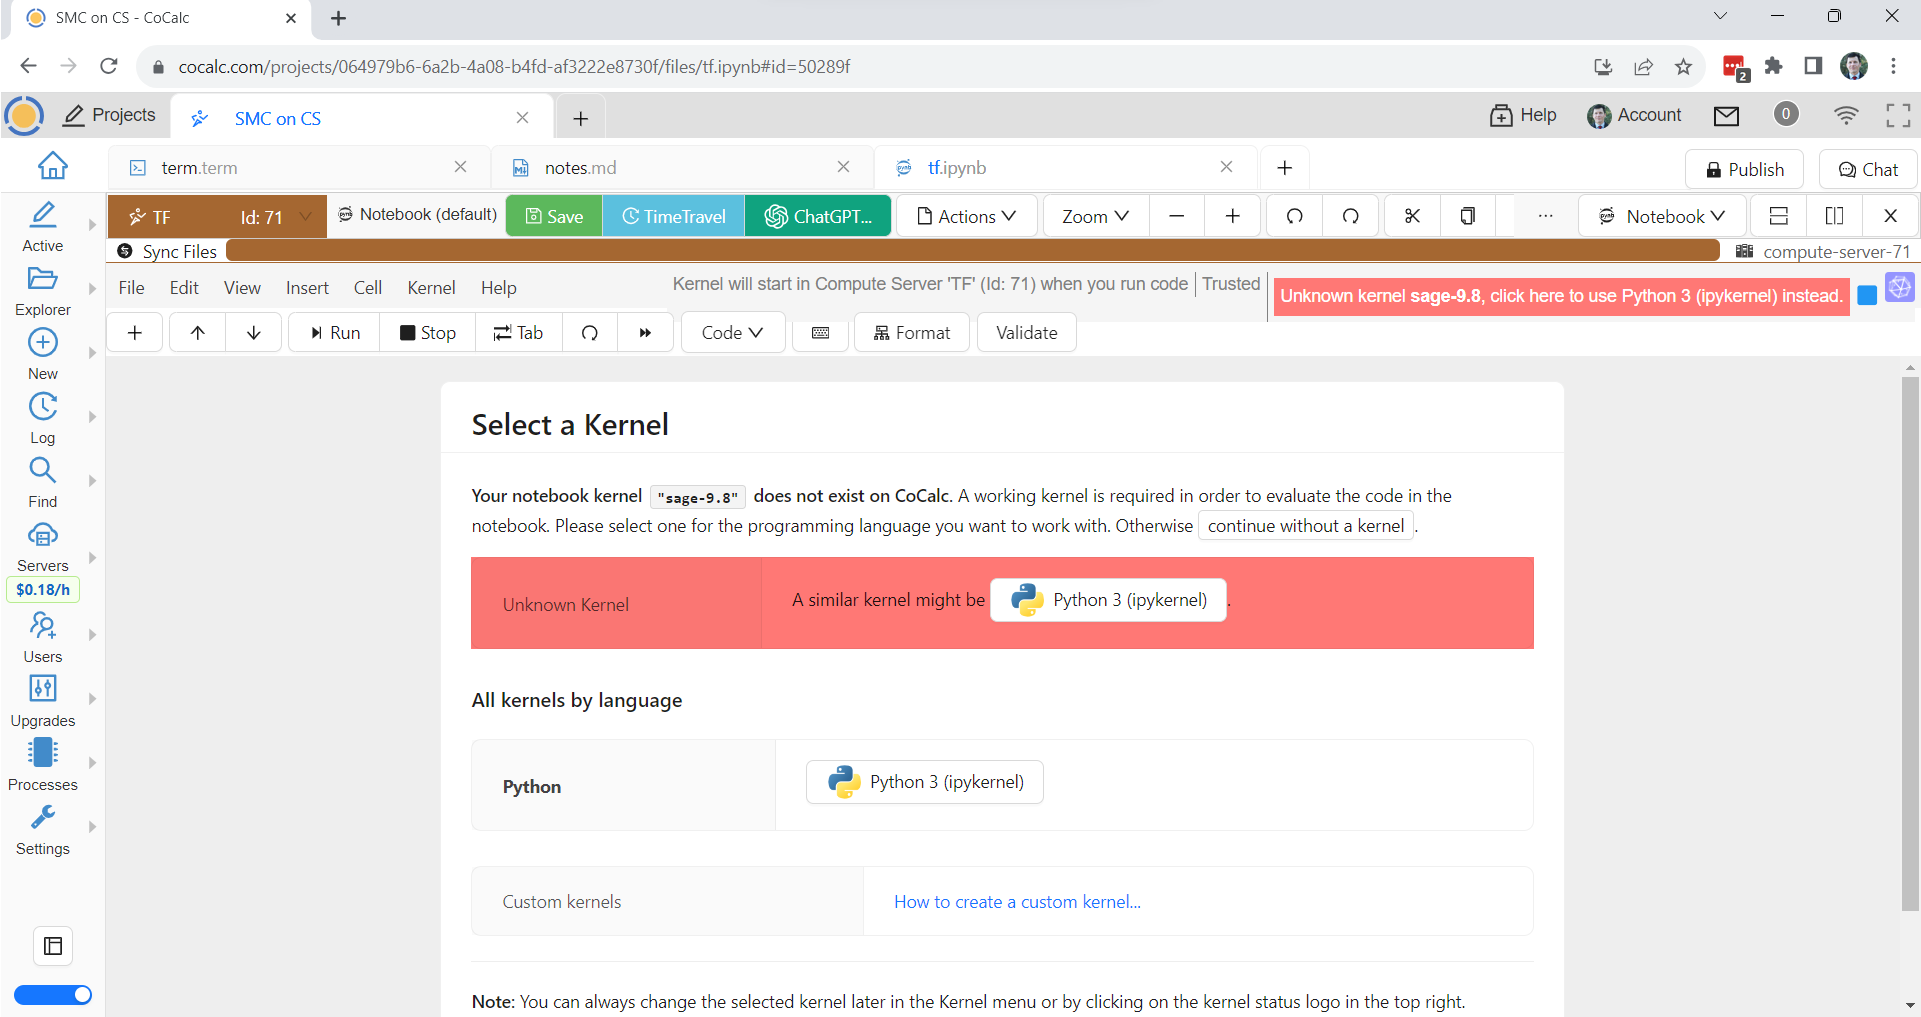 SMC on CS - CoCalc
cocalc.com/projects/064979b6-6a2b-4a08-b4fd-af3222e8730f/files/tf.ipynb#id=50289f
2
Projects
SMC on CS
Help
Account
0
term.term
notes.md
tf.ipynb
Publish
Chat
TF Id: 71
Notebook (default)
Save
TimeTravel
ChatGPT...
Actions
Zoom
Notebook
Active
Sync Files
compute-server-71
File Edit View Insert Cell Kernel Help
Kernel will start in Compute Server 'TF' (Id: 71) when you run code
Trusted
Unknown kernel sage-9.8, click here to use Python 3 (ipykernel) instead.
Explorer
Run
Stop
Tab
Code
Format
Validate
New
Log
Find
Servers
$0.18/h
Users
Upgrades
Processes
Settings
Select a Kernel
Your notebook kernel "sage-9.8" does not exist on CoCalc. A working kernel is required in order to evaluate the code in the
notebook. Please select one for the programming language you want to work with. Otherwise continue without a kernel.
Unknown Kernel
A similar kernel might be Python 3 (ipykernel).
All kernels by language
Python
Python 3 (ipykernel)
Custom kernels
How to create a custom kernel...
Note: You can always change the selected kernel later in the Kernel menu or by clicking on the kernel status logo in the top right.